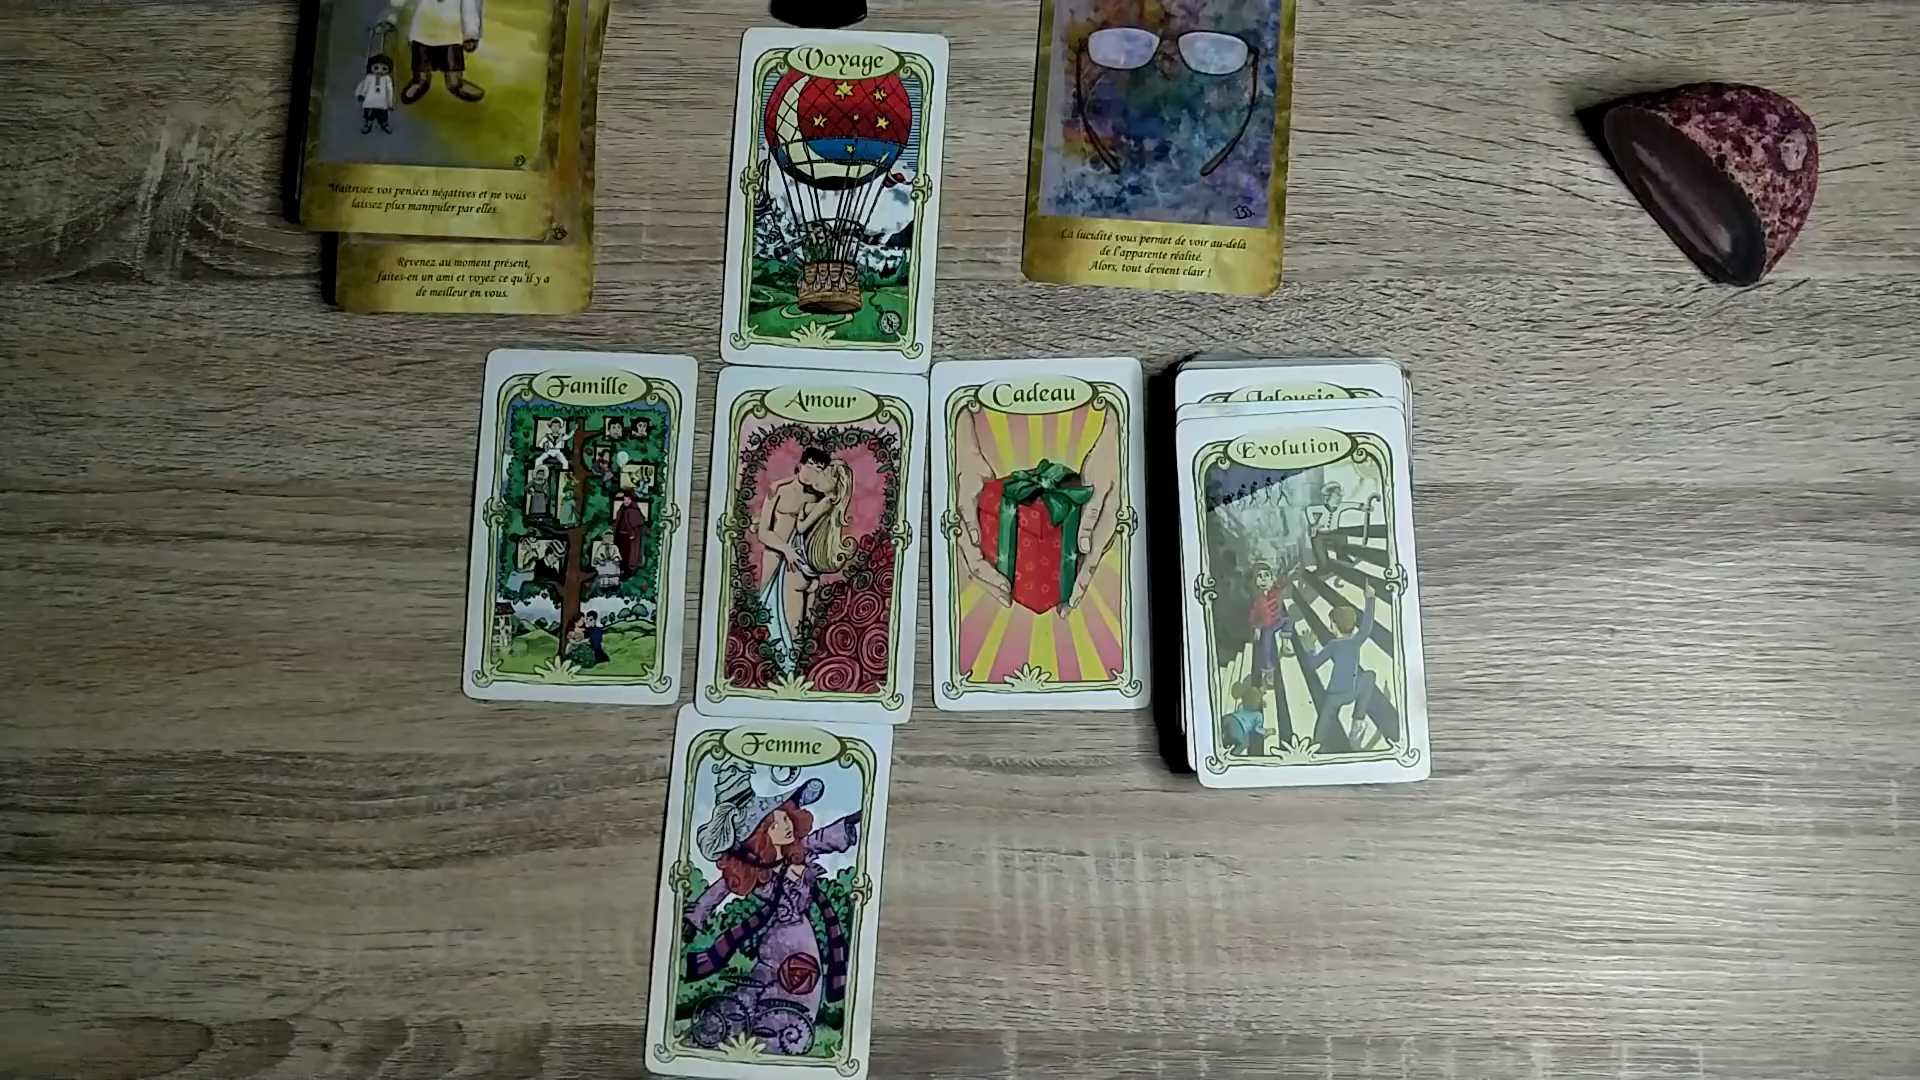 Maîtrisez vos pensées négatives et ne vous
laissez plus manipuler par elles.
Revenez au moment présent,
faites-en un ami et voyez ce qu'il y a
de meilleur en vous.
Voyage
La lucidité vous permet de voir au-delà
de l'apparente réalité.
Alors, tout devient clair !
Famille
Amour
Cadeau
Jalousie
Evolution
Femme